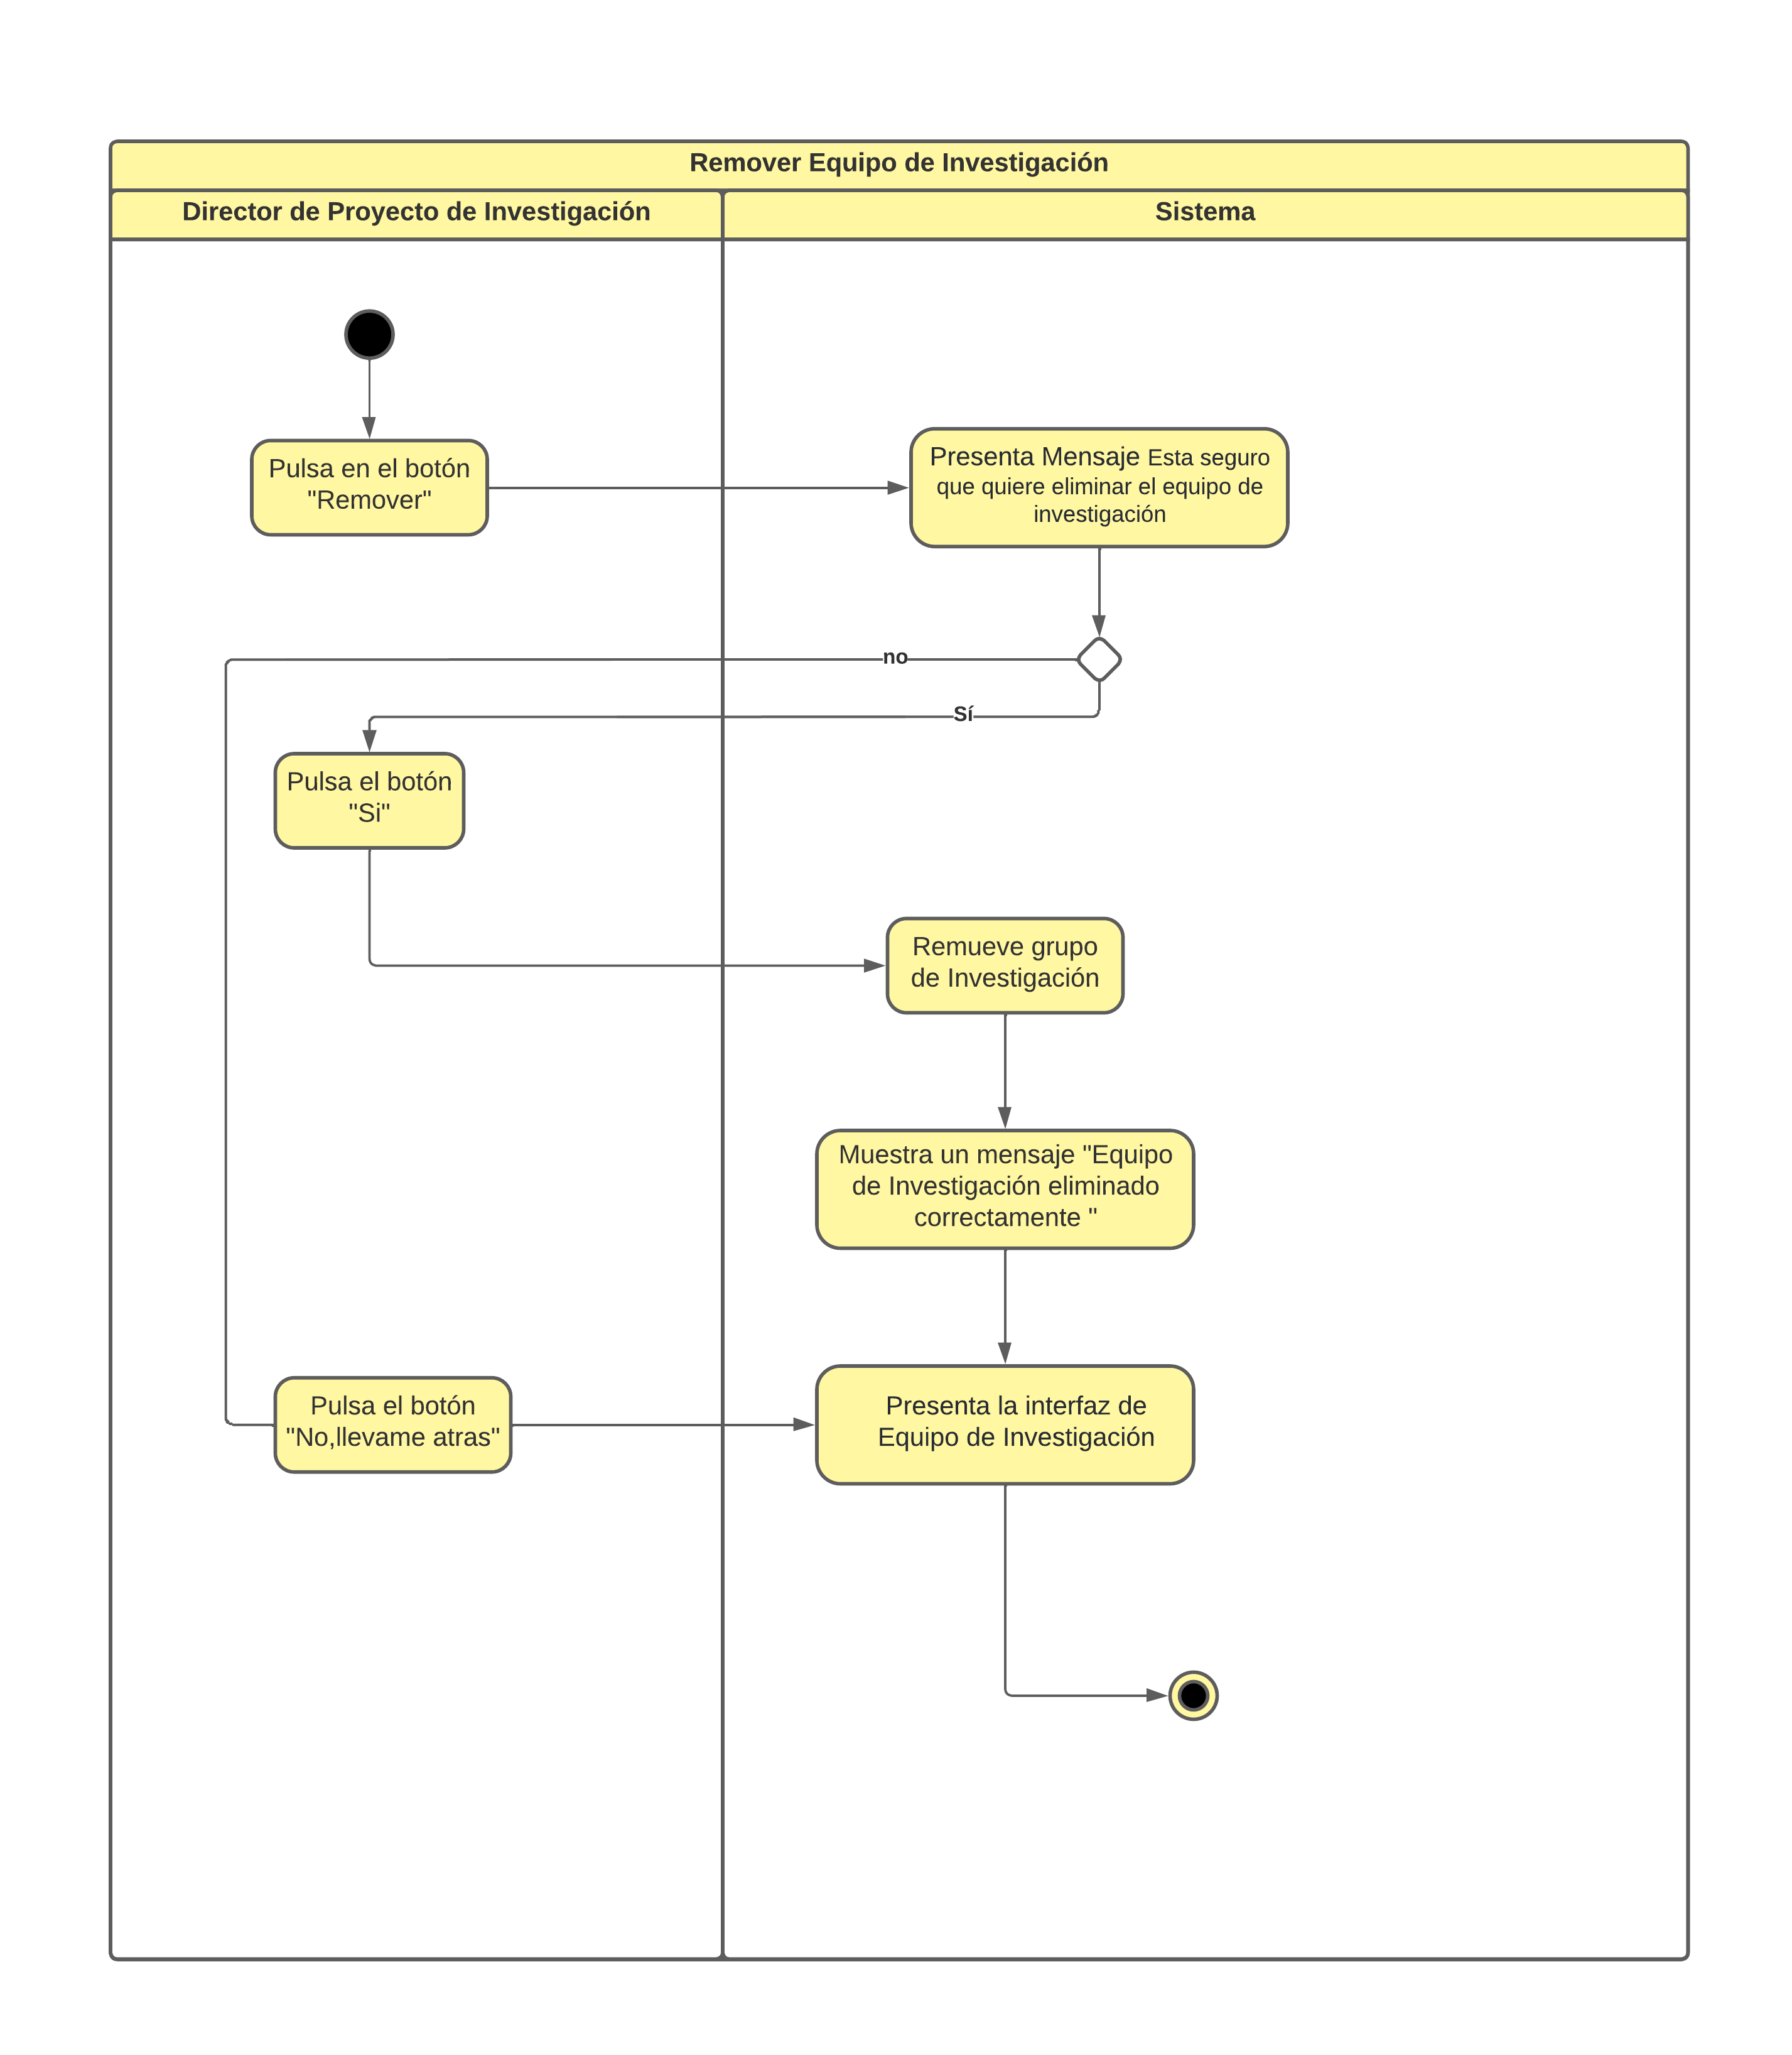 Remover Equipo de Investigación
Director de Proyecto de Investigación
Sistema
Pulsa en el botón
"Remover"
Presenta Mensaje Esta seguro
que quiere eliminar el equipo de
investigación
no
Sí
Pulsa el botón
"Si"
Remueve grupo
de Investigación
Muestra un mensaje "Equipo
de Investigación eliminado
correctamente "
Pulsa el botón
"No,llevame atras"
Presenta la interfaz de
Equipo de Investigación